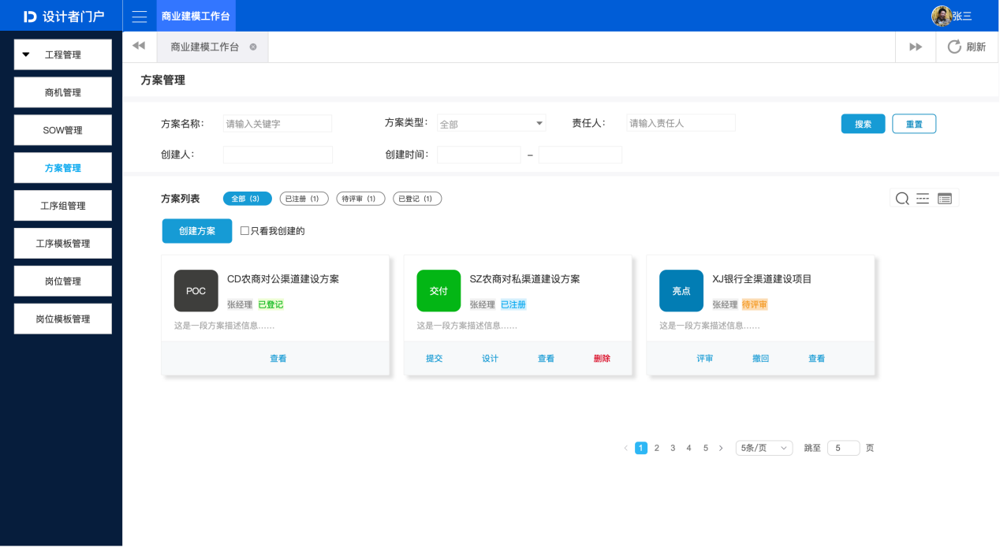 设计者门户
商业建模工作台
张三
工程管理
商机管理
SOW管理
方案管理
工序组管理
工序模板管理
岗位管理
岗位模板管理
商业建模工作台
刷新
方案管理
方案名称： 请输入关键字 方案类型： 全部 责任人： 请输入责任人 搜索 重置
创建人： 创建时间： –
方案列表 全部（3） 已注册（1） 待评审（1） 已登记（1）
创建方案 只看我创建的
POC
CD农商对公渠道建设方案
张经理 已登记
这是一段方案描述信息……
查看
交付
SZ农商对私渠道建设方案
张经理 已注册
这是一段方案描述信息……
提交 设计 查看 删除
亮点
XJ银行全渠道建设项目
张经理 待评审
这是一段方案描述信息……
评审 撤回 查看
1 2 3 4 5 5条/页 跳至 5 页